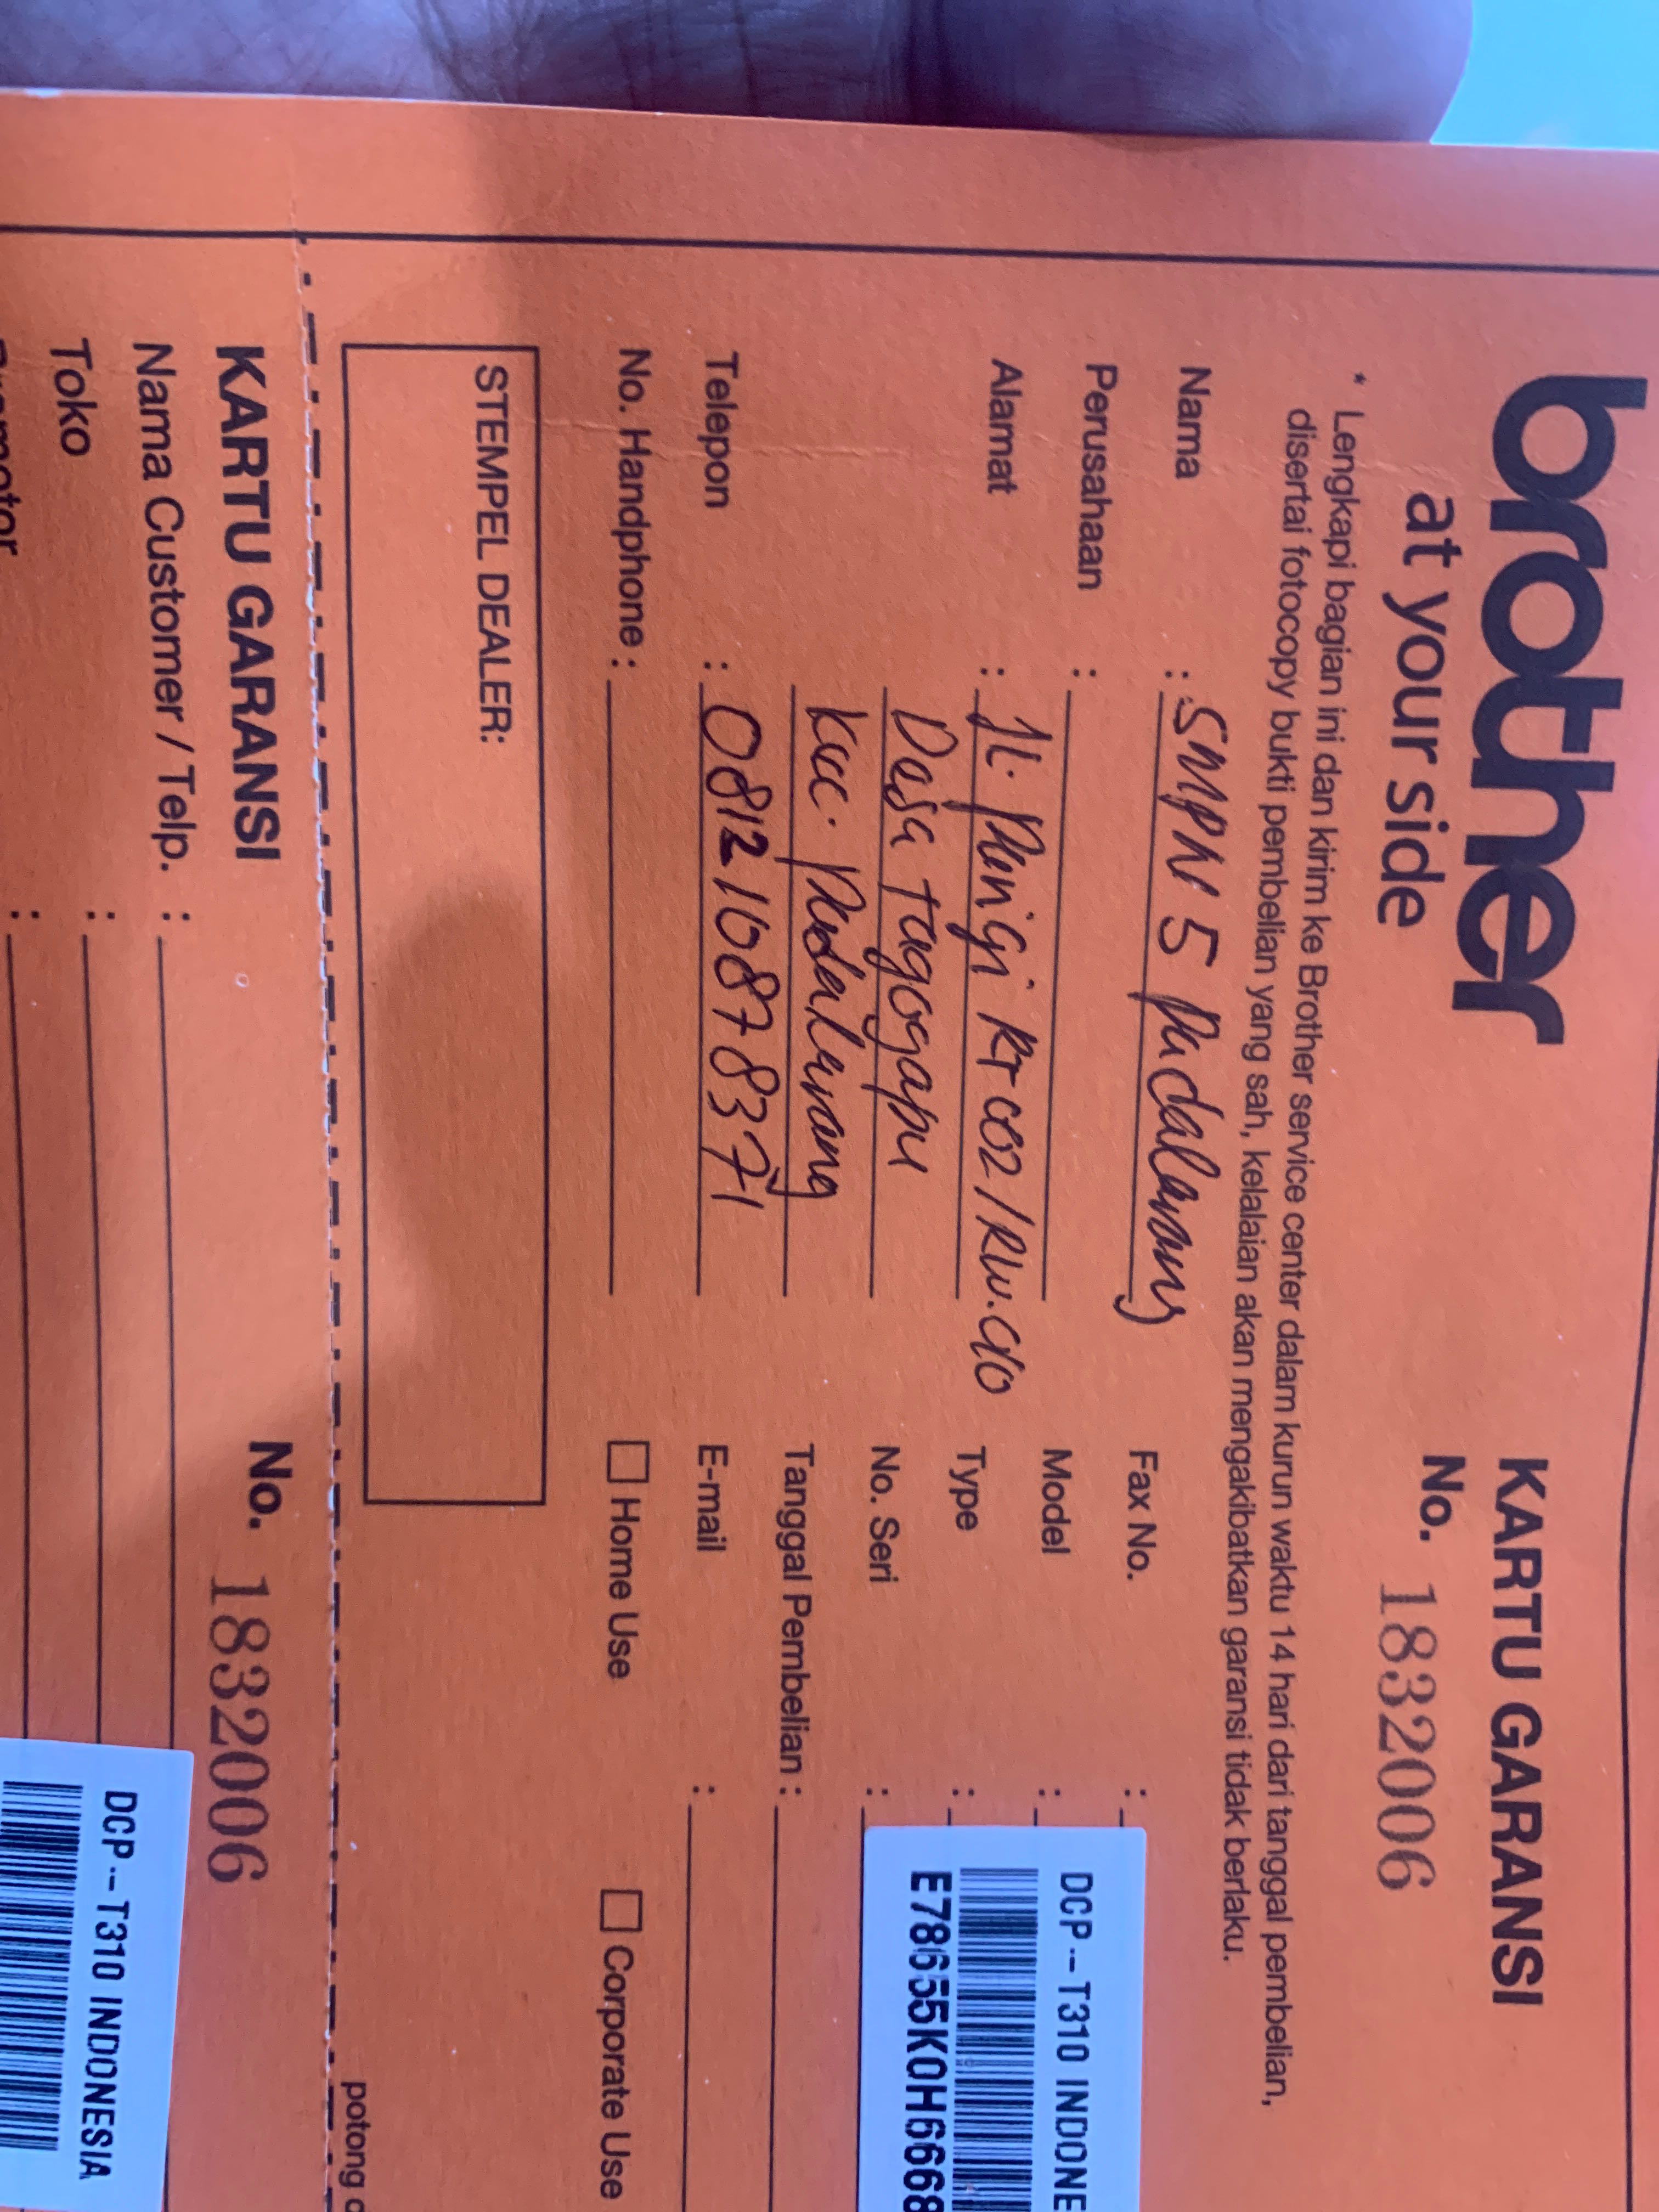 brother
at your side
KARTU GARANSI
No. 1832006
* Lengkapi bagian ini dan kirim ke Brother service center dalam kurun waktu 14 hari dari tanggal pembelian,
disertai fotocopy bukti pembelian yang sah, kelalaian akan mengakibatkan garansi tidak berlaku.
Nama : SMPN 5 Padalarang
Fax No. :
Perusahaan :
Model :
DCP-T310 INDONE
Alamat : Jl. RT 002 / RW. 010
Type :
Desa Tagogapu
No. Seri :
E78655K0H6668
Kec. Padalarang
Tanggal Pembelian :
Telepon : 081210878371
E-mail :
No. Handphone :
Home Use
Corporate Use
STEMPEL DEALER:
potong
KARTU GARANSI
No. 1832006
Nama Customer / Telp. :
Toko :
DCP-T310 INDONESIA